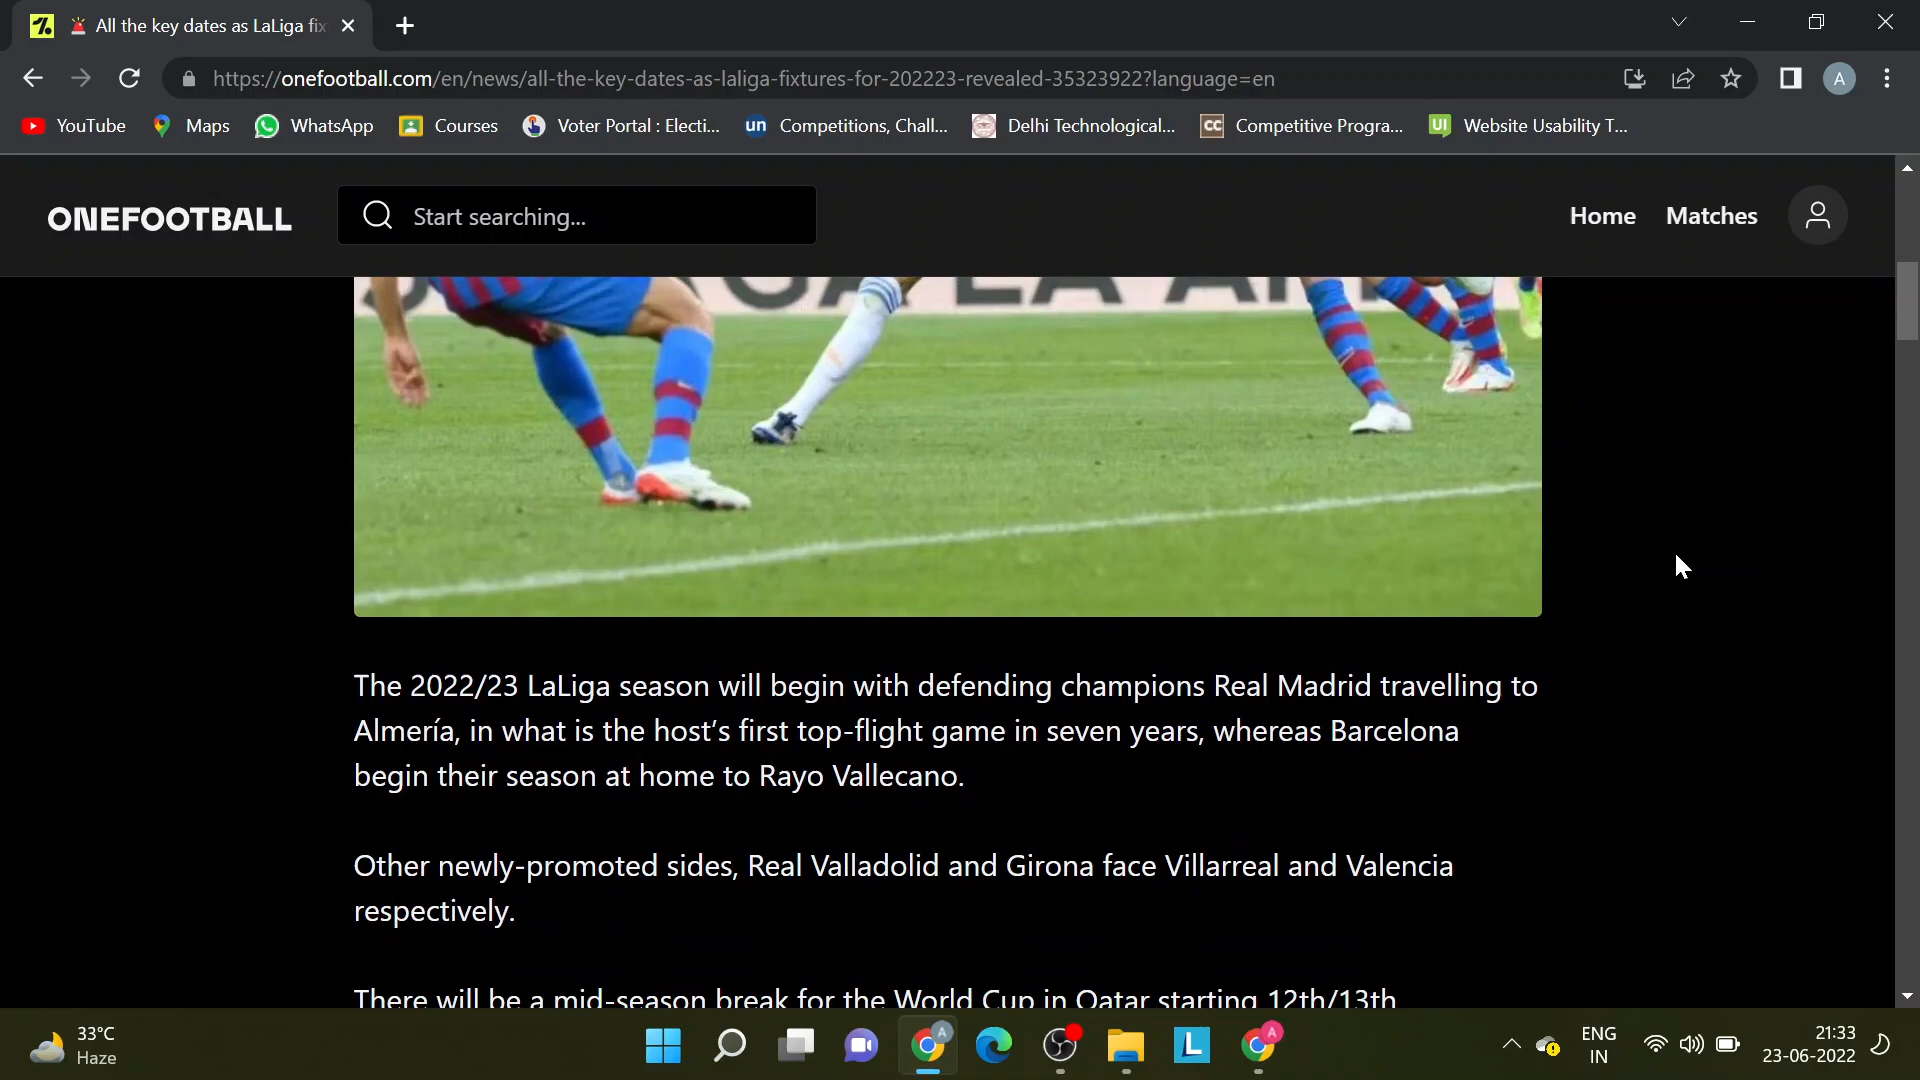 All the key dates as LaLiga fix
https://onefootball.com/en/news/all-the-key-dates-as-laliga-fixtures-for-202223-revealed-35323922?language=en
A
YouTube
Maps
WhatsApp
Courses
Voter Portal : Electi...
un Competitions, Chall...
Delhi Technological...
CC Competitive Progra...
UI Website Usability T...
ONEFOOTBALL
Start searching...
Home
Matches
The 2022/23 LaLiga season will begin with defending champions Real Madrid travelling to
Almería, in what is the host’s first top-flight game in seven years, whereas Barcelona
begin their season at home to Rayo Vallecano.
Other newly-promoted sides, Real Valladolid and Girona face Villarreal and Valencia
respectively.
There will be a mid-season break for the World Cup in Qatar starting 12th/13th
33°C
Haze
A
L
A
ENG
IN
21:33
23-06-2022